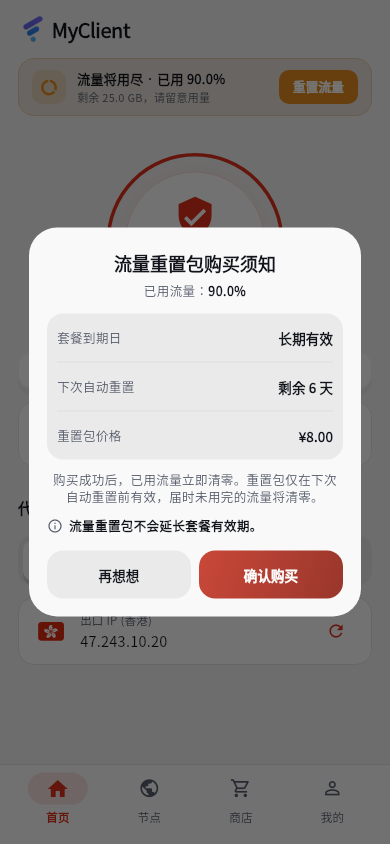 MyClient
流量将用尽 · 已用 90.0%
剩余 25.0 GB，请留意用量
重置流量
流量重置包购买须知
已用流量：90.0%
套餐到期日
长期有效
下次自动重置
剩余 6 天
重置包价格
¥8.00
购买成功后，已用流量立即清零。重置包仅在下次
自动重置前有效，届时未用完的流量将清零。
流量重置包不会延长套餐有效期。
再想想
确认购买
代
出口 IP (香港)
47.243.10.20
首页
节点
商店
我的